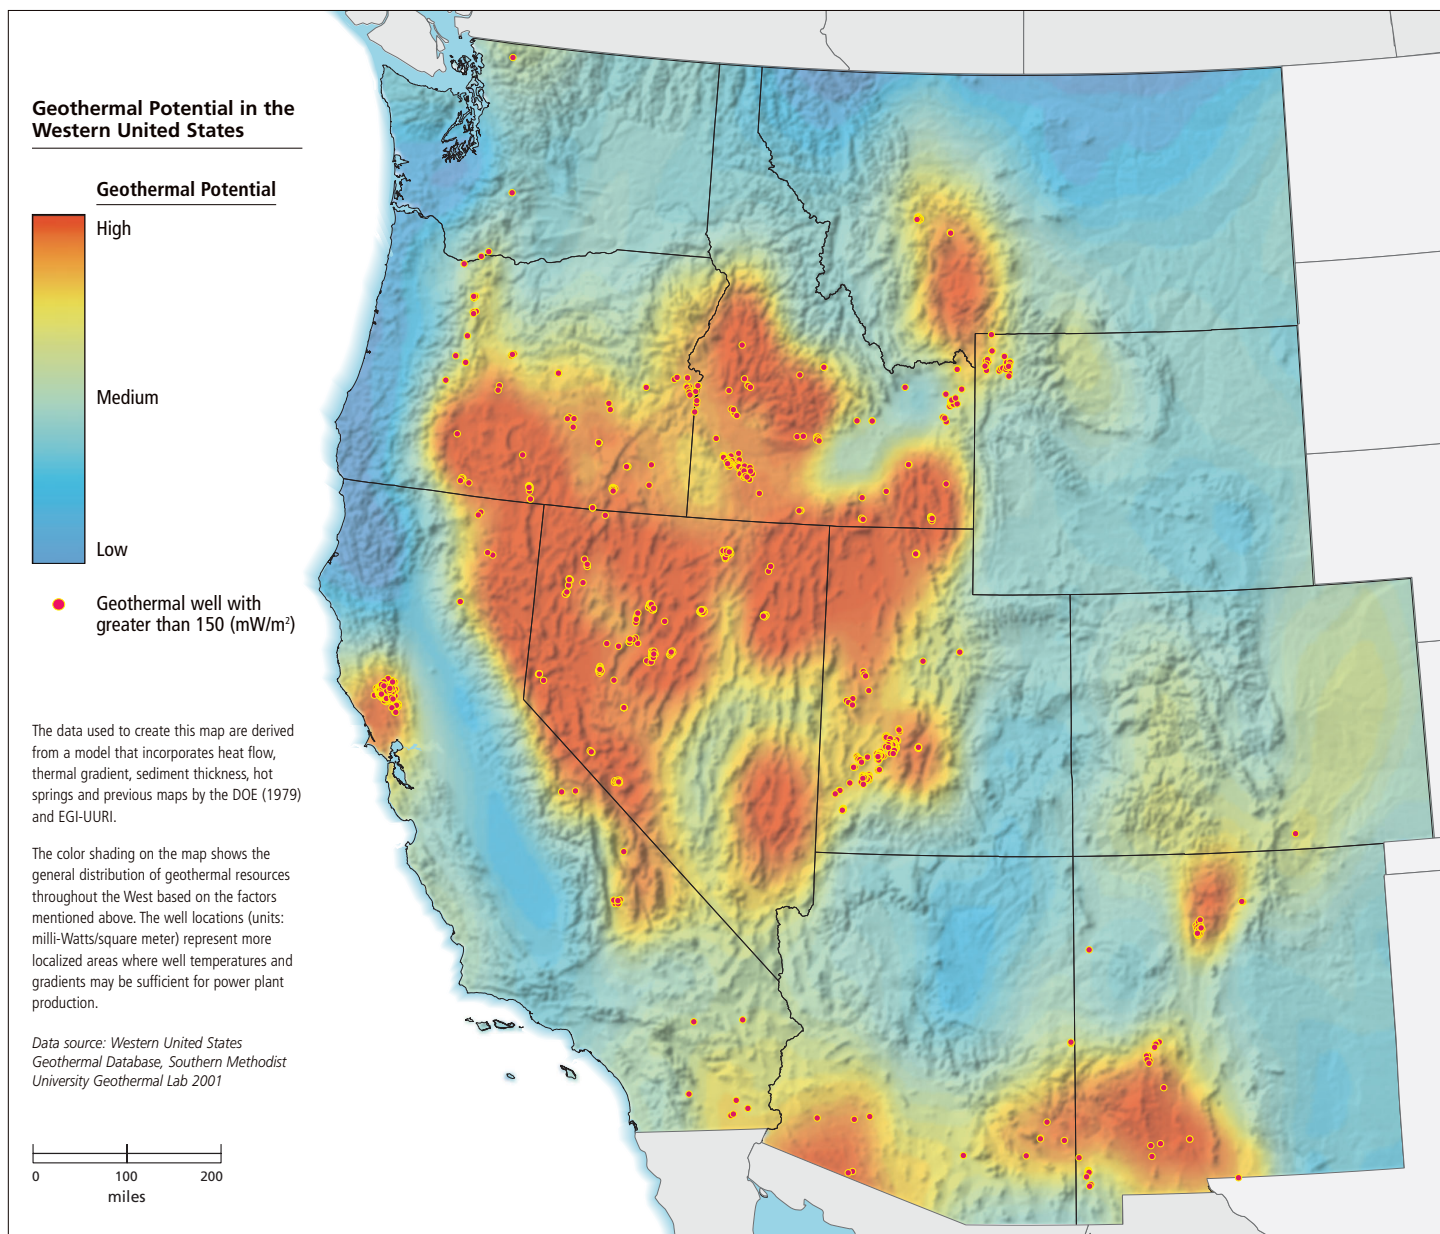 Geothermal Potential in the
Western United States
Geothermal Potential
High
Medium
Low
Geothermal well with
greater than 150 (mW/m²)
The data used to create this map are derived
from a model that incorporates heat flow,
thermal gradient, sediment thickness, hot
springs and previous maps by the DOE (1979)
and EGI-UURI.
The color shading on the map shows the
general distribution of geothermal resources
throughout the West based on the factors
mentioned above. The well locations (units:
milli-Watts/square meter) represent more
localized areas where well temperatures and
gradients may be sufficient for power plant
production.
Data source: Western United States
Geothermal Database, Southern Methodist
University Geothermal Lab 2001
0 100 200
miles